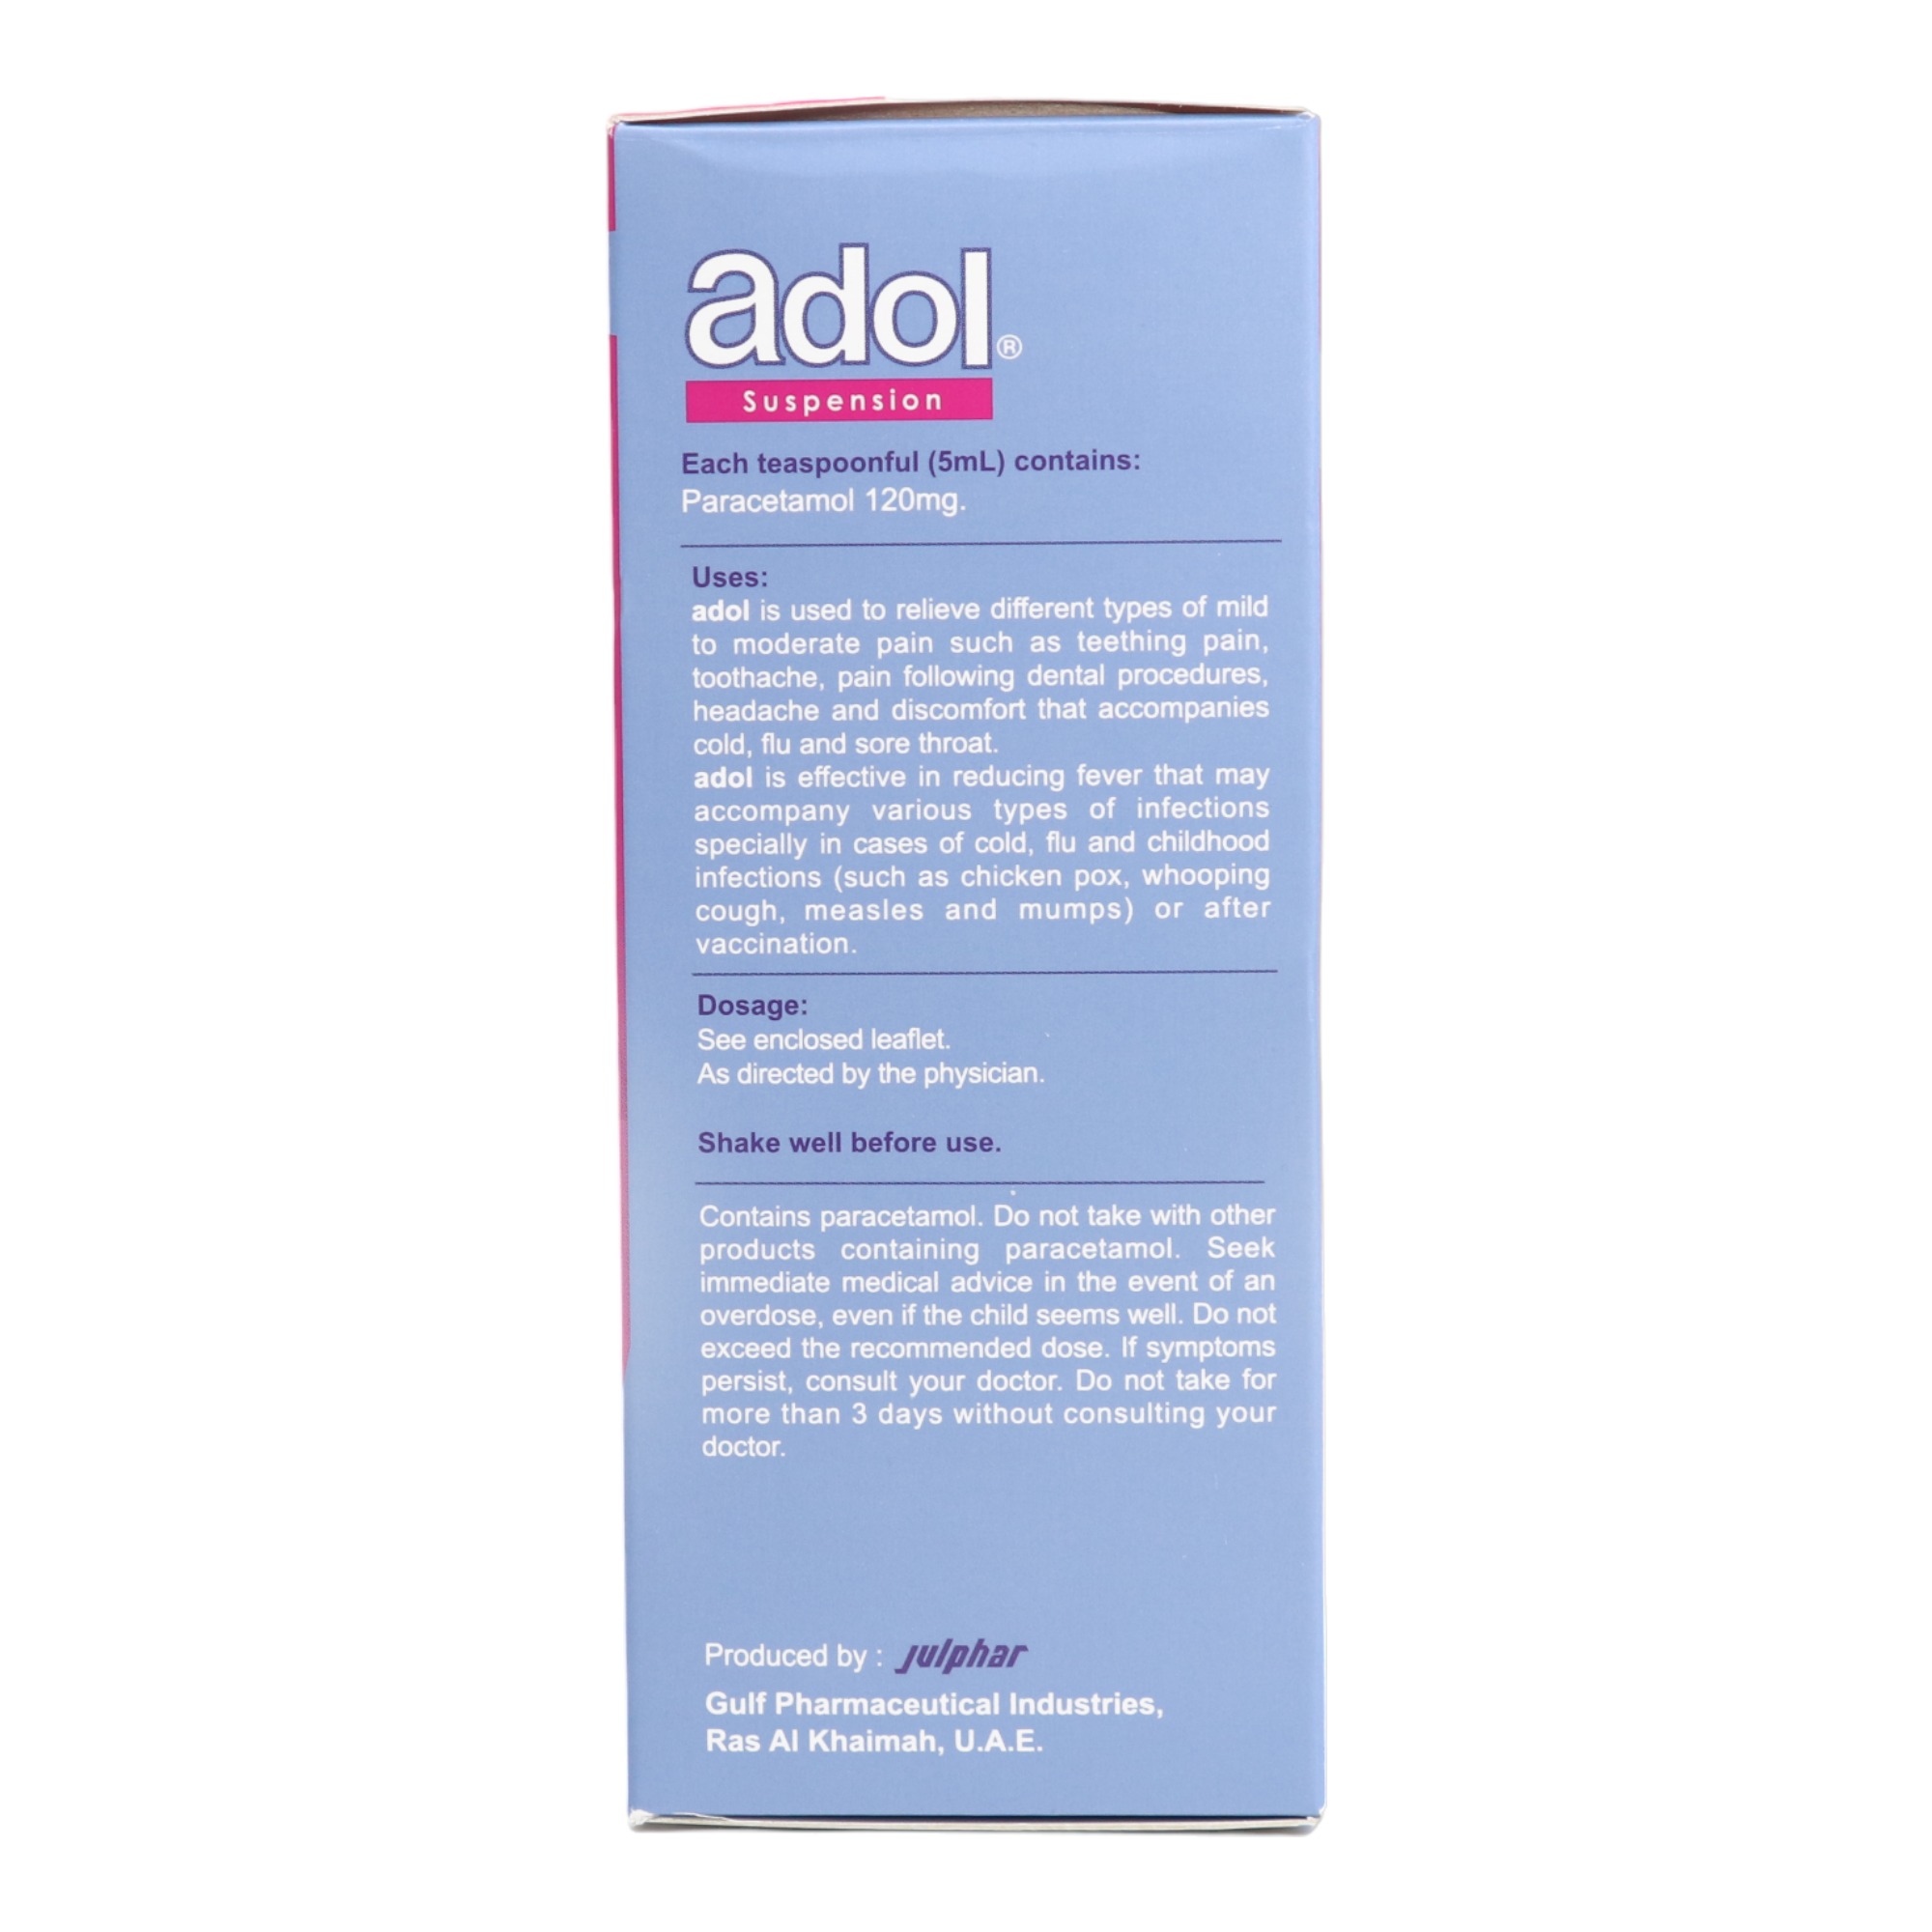 adol®
Suspension
Each teaspoonful (5mL) contains:
Paracetamol 120mg.
Uses:
adol is used to relieve different types of mild
to moderate pain such as teething pain,
toothache, pain following dental procedures,
headache and discomfort that accompanies
cold, flu and sore throat.
adol is effective in reducing fever that may
accompany various types of infections
specially in cases of cold, flu and childhood
infections (such as chicken pox, whooping
cough, measles and mumps) or after
vaccination.
Dosage:
See enclosed leaflet.
As directed by the physician.
Shake well before use.
Contains paracetamol. Do not take with other
products containing paracetamol. Seek
immediate medical advice in the event of an
overdose, even if the child seems well. Do not
exceed the recommended dose. If symptoms
persist, consult your doctor. Do not take for
more than 3 days without consulting your
doctor.
Produced by : julphar
Gulf Pharmaceutical Industries,
Ras Al Khaimah, U.A.E.